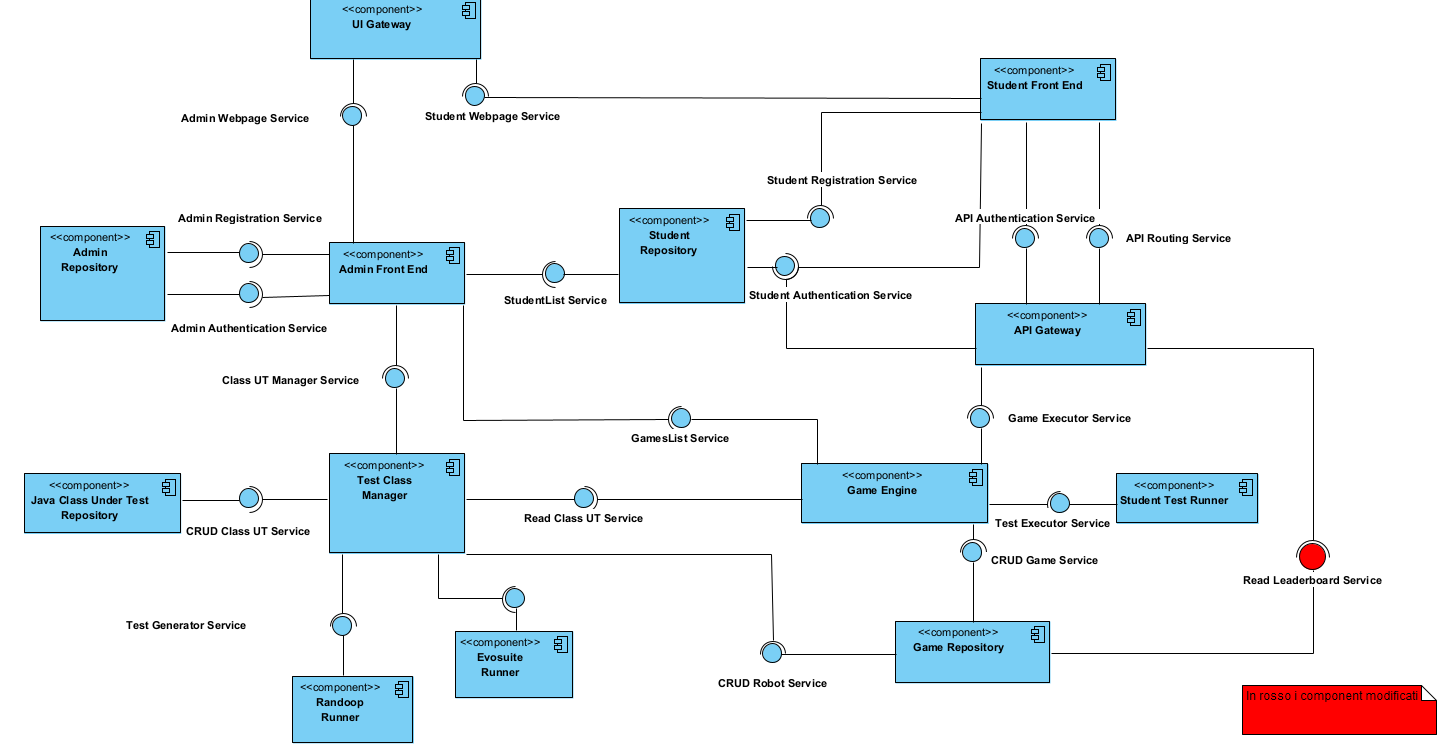 <<component>>
UI Gateway
<<component>>
Student Front End
Admin Webpage Service
Student Webpage Service
Student Registration Service
Admin Registration Service
<<component>>
Student
Repository
API Authentication Service
API Routing Service
<<component>>
Admin
Repository
<<component>>
Admin Front End
StudentList Service
Student Authentication Service
Admin Authentication Service
<<component>>
API Gateway
Class UT Manager Service
GamesList Service
Game Executor Service
<<component>>
Test Class
Manager
<<component>>
Game Engine
<<component>>
Java Class Under Test
Repository
<<component>>
Student Test Runner
CRUD Class UT Service
Read Class UT Service
Test Executor Service
CRUD Game Service
Read Leaderboard Service
Test Generator Service
<<component>>
Evosuite
Runner
<<component>>
Game Repository
CRUD Robot Service
<<component>>
Randoop
Runner
In rosso i component modificati